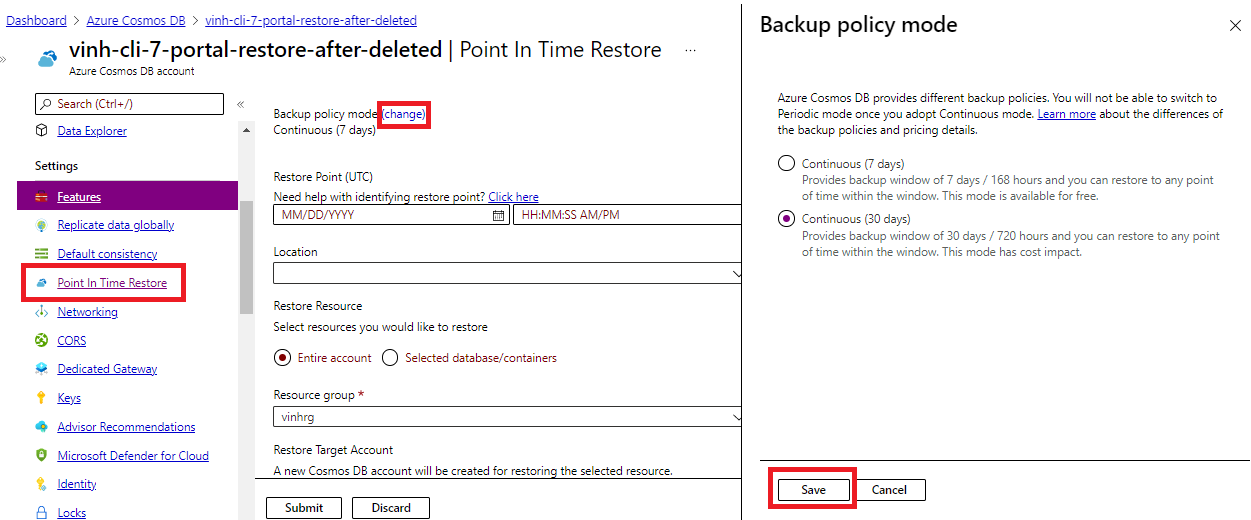 Dashboard > Azure Cosmos DB > vinh-cli-7-portal-restore-after-deleted
vinh-cli-7-portal-restore-after-deleted | Point In Time Restore ...
Azure Cosmos DB account
Search (Ctrl+/)
Data Explorer
Settings
Features
Replicate data globally
Default consistency
Point In Time Restore
Networking
CORS
Dedicated Gateway
Keys
Advisor Recommendations
Microsoft Defender for Cloud
Identity
Locks
Backup policy mode (change)
Continuous (7 days)
Restore Point (UTC)
Need help with identifying restore point? Click here
MM/DD/YYYY HH:MM:SS AM/PM
Location
Restore Resource
Select resources you would like to restore
Entire account Selected database/containers
Resource group *
vinhrg
Restore Target Account
A new Cosmos DB account will be created for restoring the selected resource.
Submit Discard
Backup policy mode
Azure Cosmos DB provides different backup policies. You will not be able to switch to
Periodic mode once you adopt Continuous mode. Learn more about the differences of
the backup policies and pricing details.
Continuous (7 days)
Provides backup window of 7 days / 168 hours and you can restore to any point
of time within the window. This mode is available for free.
Continuous (30 days)
Provides backup window of 30 days / 720 hours and you can restore to any point
of time within the window. This mode has cost impact.
Save Cancel